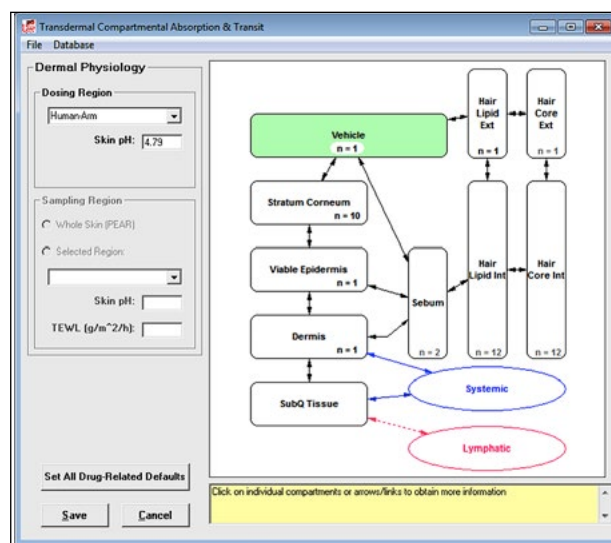 Transdermal Compartmental Absorption & Transit
File Database
Dermal Physiology
Dosing Region
Human-Arm
Skin pH: 4.79
Sampling Region
Whole Skin (PEAR)
Selected Region:
Skin pH:
TEWL (g/m^2/h):
Set All Drug-Related Defaults
Save Cancel
Vehicle
n = 1
Stratum Corneum
n = 10
Viable Epidermis
n = 1
Dermis
n = 1
SubQ Tissue
Sebum
n = 2
Hair
Lipid
Ext
n = 1
Hair
Core
Ext
n = 1
Hair
Lipid Int
n = 12
Hair
Core Int
n = 12
Systemic
Lymphatic
Click on individual compartments or arrows/links to obtain more information